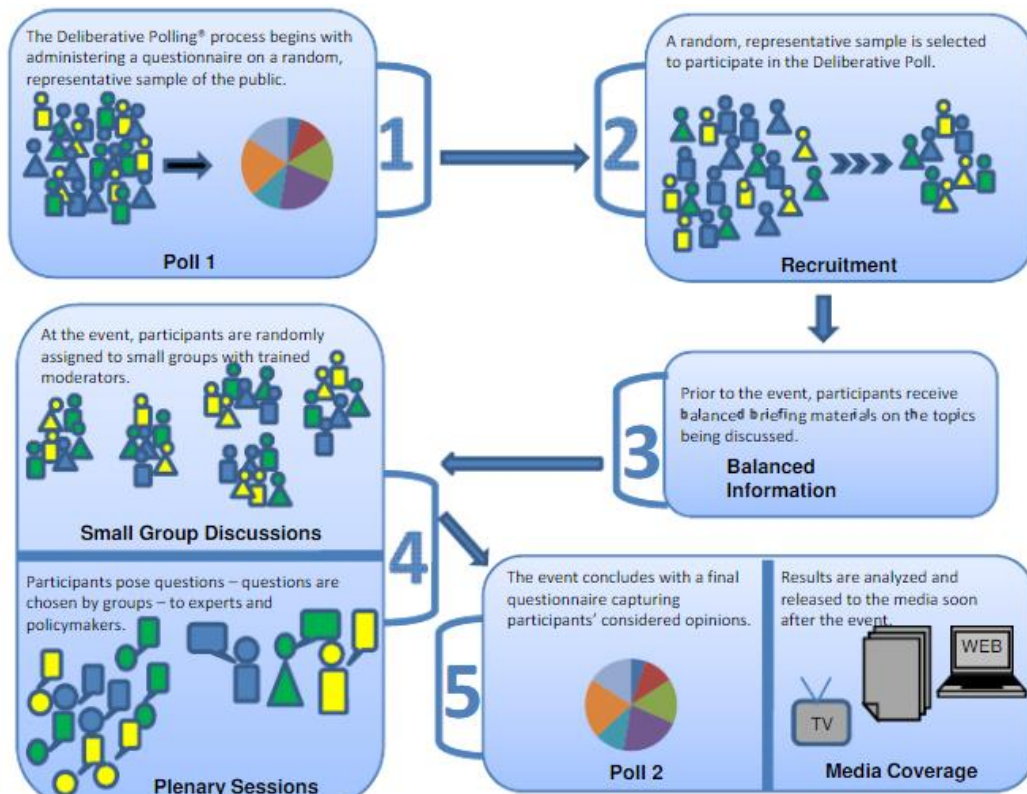 The Deliberative Polling® process begins with
administering a questionnaire on a random,
representative sample of the public.
Poll 1
1
A random, representative sample is selected
to participate in the Deliberative Poll.
Recruitment
2
Prior to the event, participants receive
balanced briefing materials on the topics
being discussed.
Balanced
Information
3
At the event, participants are randomly
assigned to small groups with trained
moderators.
Small Group Discussions
4
Participants pose questions – questions are
chosen by groups – to experts and
policymakers.
Plenary Sessions
5
The event concludes with a final
questionnaire capturing
participants' considered opinions.
Poll 2
Results are analyzed and
released to the media soon
after the event.
TV
WEB
Media Coverage